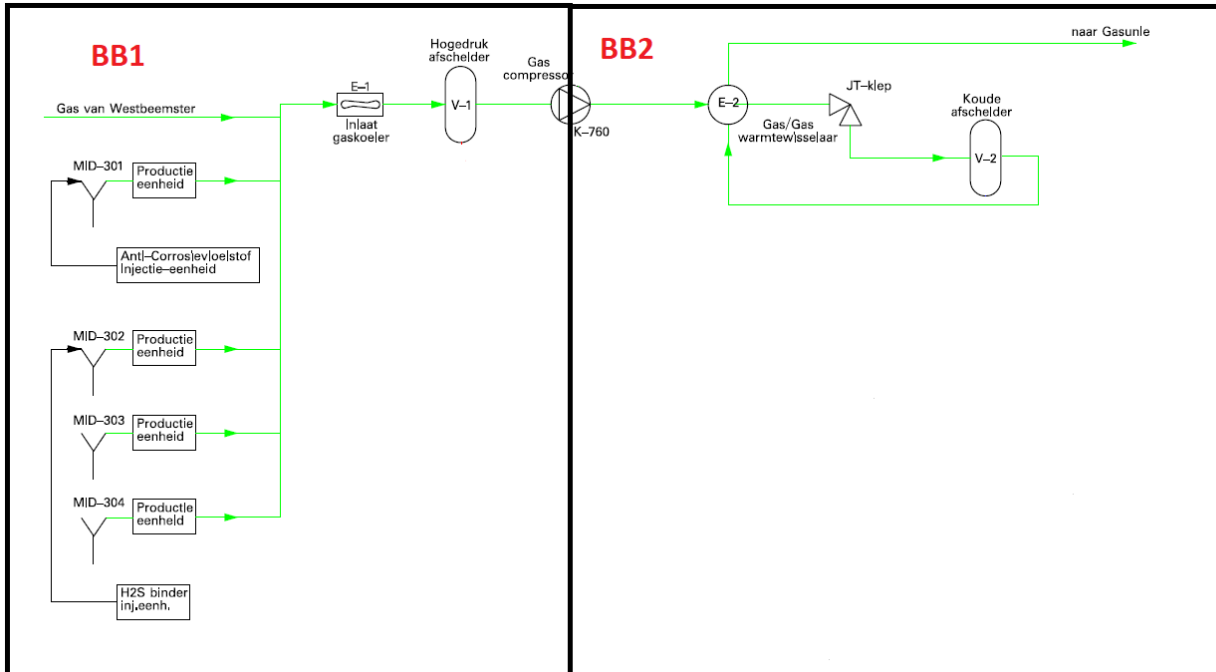 BB1
BB2
Hogedruk
afscheider
V-1
Gas
compressor
K-760
E-1
Inlaat
gaskoeler
Gas van Westbeemster
MID-301
Productie
eenheid
Anti-Corrosievloeistof
Injectie-eenheid
MID-302
Productie
eenheid
MID-303
Productie
eenheid
MID-304
Productie
eenheid
H2S binder
inj.eenh.
naar Gasunie
E-2
Gas/Gas
warmtewisselaar
JT-klep
Koude
afscheider
V-2